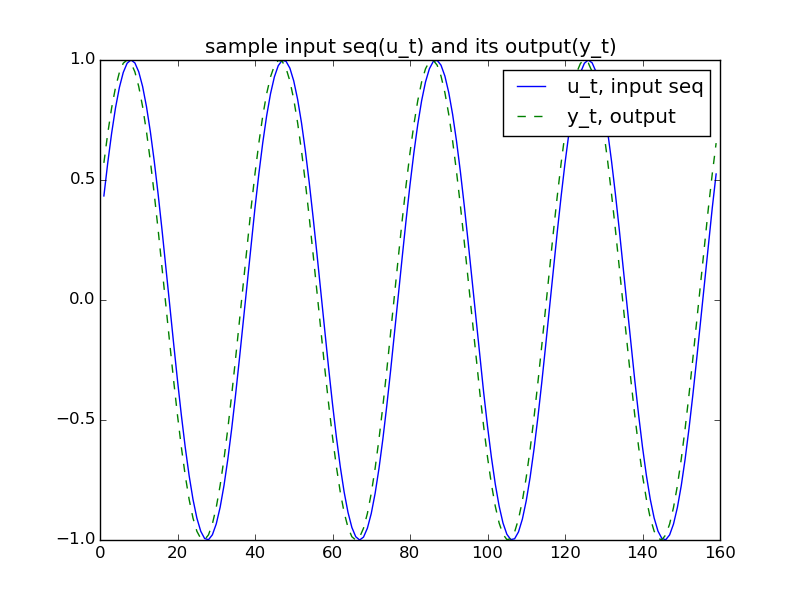 sample input seq(u_t) and its output(y_t)
u_t, input seq
y_t, output
1.0
0.5
0.0
−0.5
−1.0
0 20 40 60 80 100 120 140 160